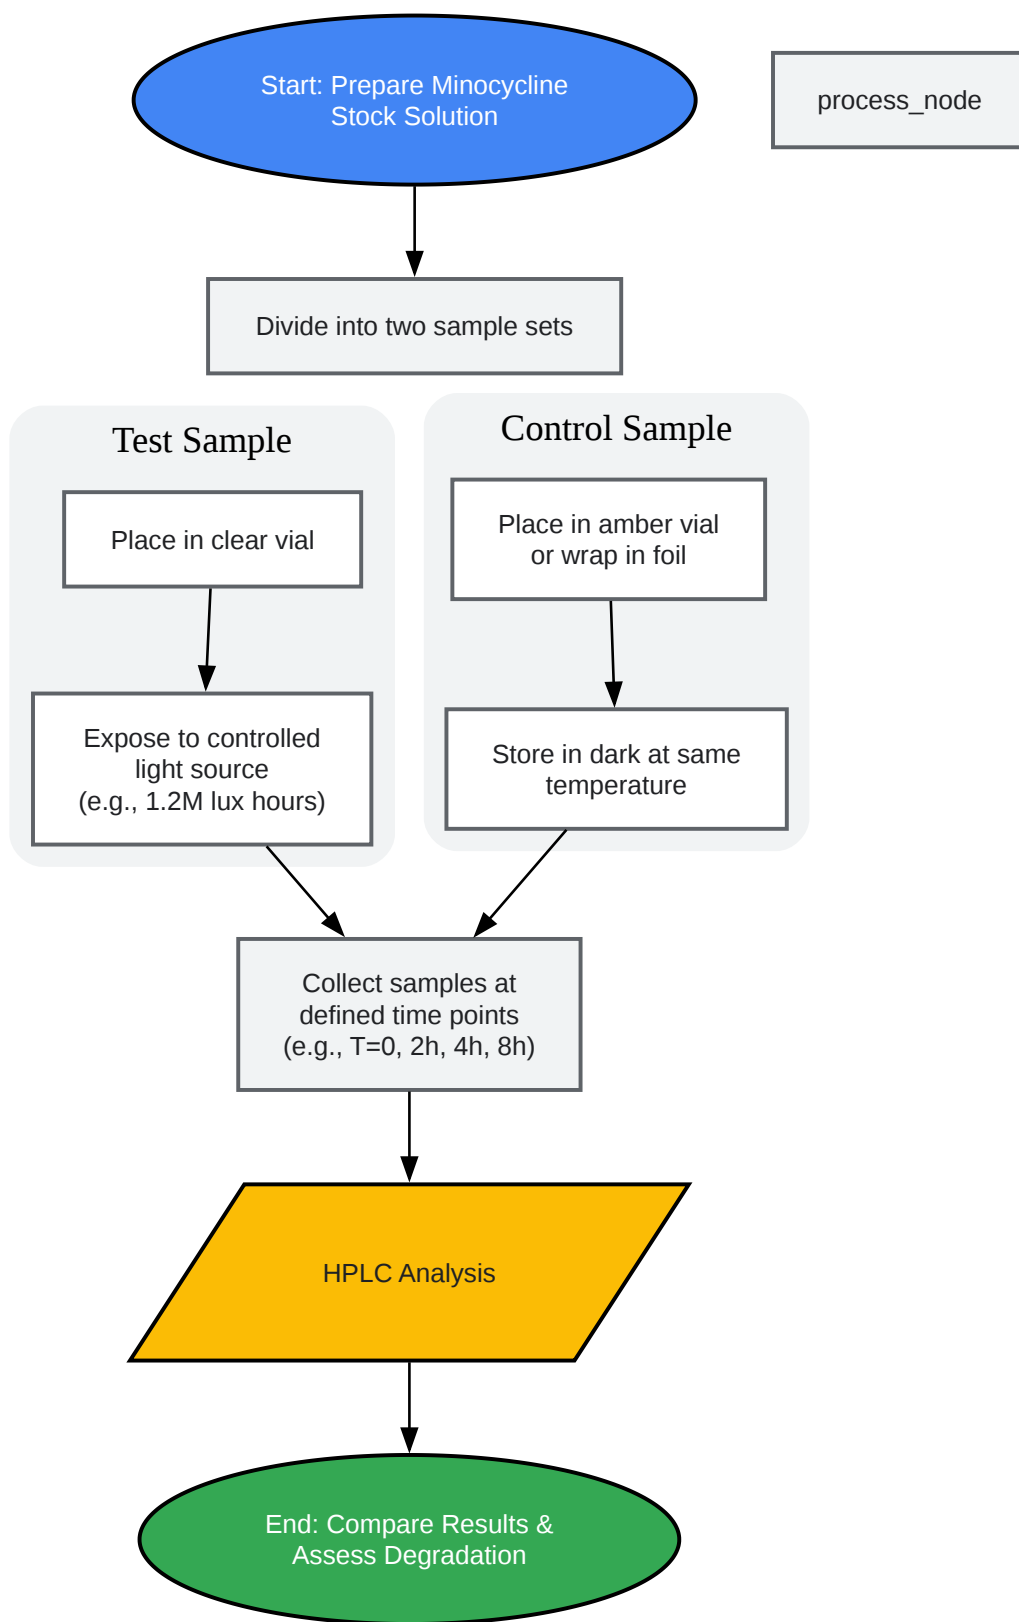 Start: Prepare Minocycline
Stock Solution
process_node
Divide into two sample sets
Test Sample
Place in clear vial
Expose to controlled
light source
(e.g., 1.2M lux hours)
Control Sample
Place in amber vial
or wrap in foil
Store in dark at same
temperature
Collect samples at
defined time points
(e.g., T=0, 2h, 4h, 8h)
HPLC Analysis
End: Compare Results &
Assess Degradation